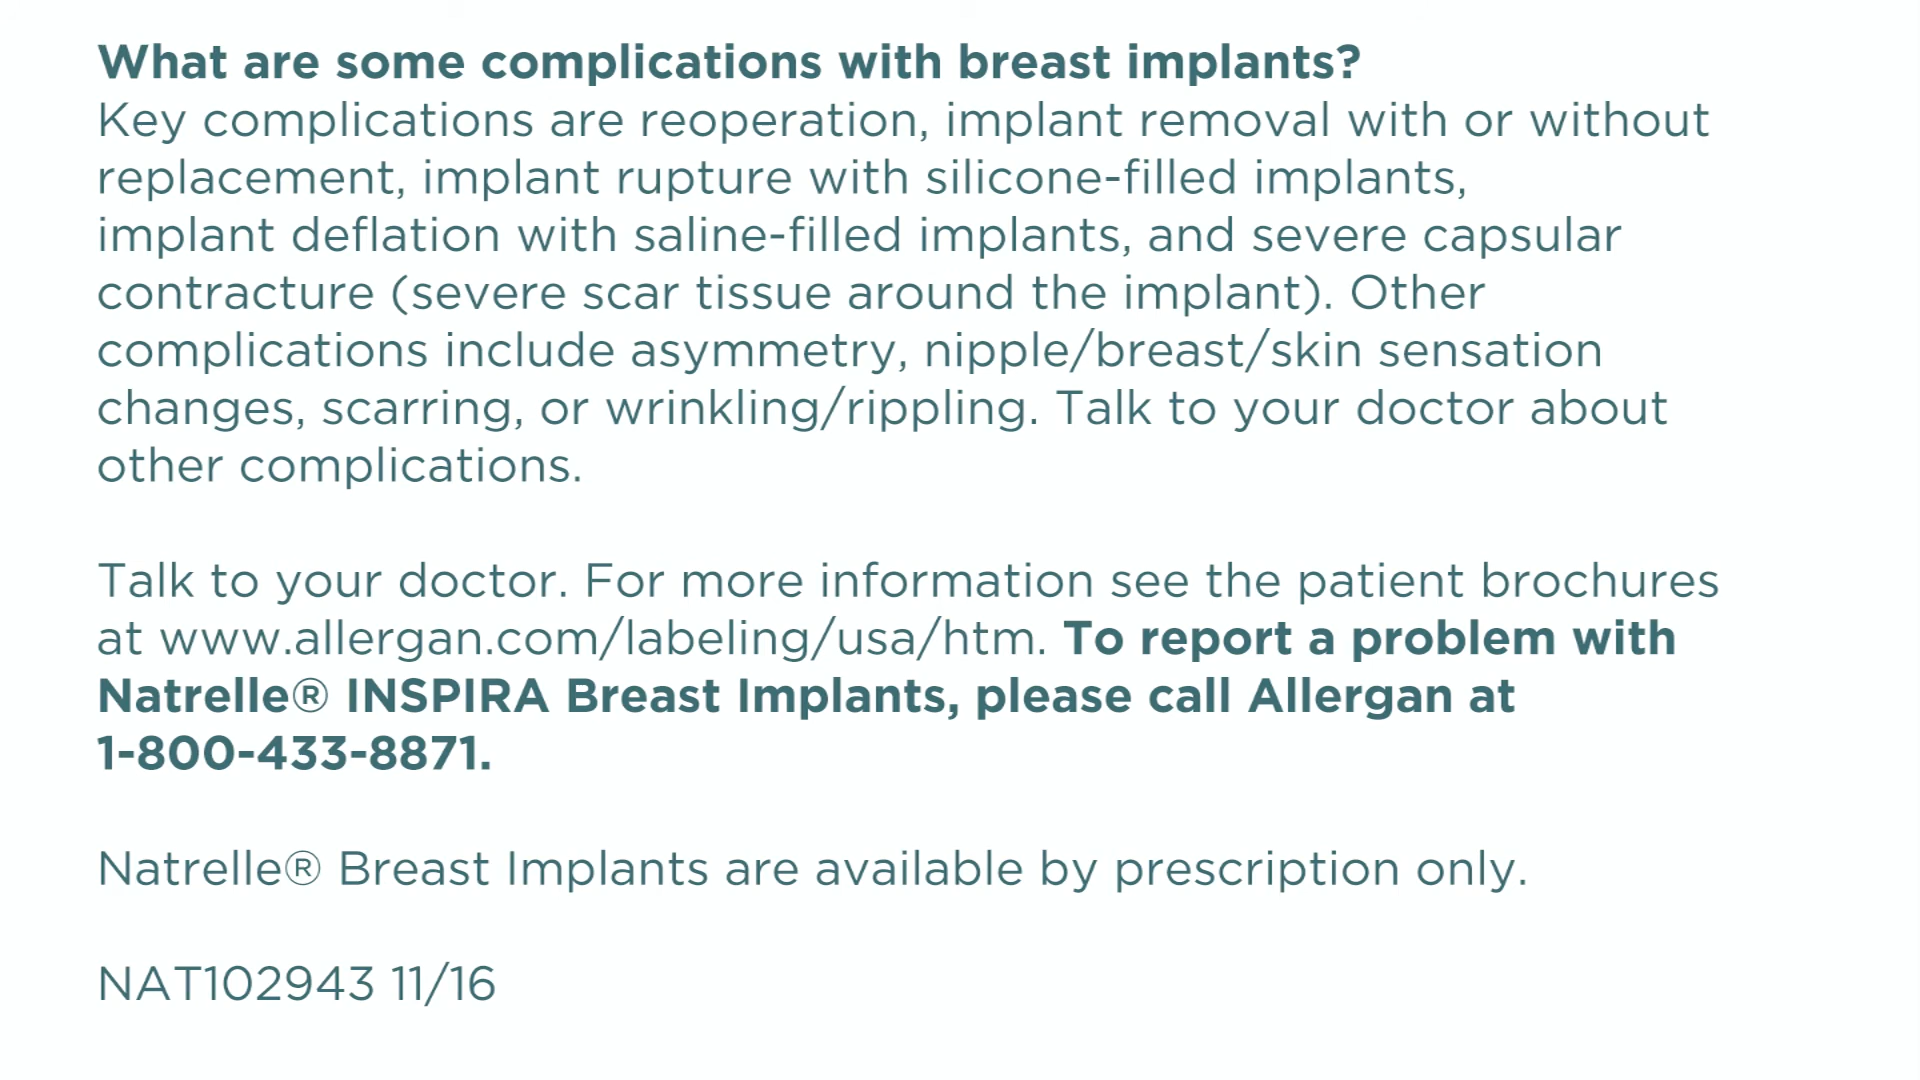 What are some complications with breast implants?
Key complications are reoperation, implant removal with or without
replacement, implant rupture with silicone-filled implants,
implant deflation with saline-filled implants, and severe capsular
contracture (severe scar tissue around the implant). Other
complications include asymmetry, nipple/breast/skin sensation
changes, scarring, or wrinkling/rippling. Talk to your doctor about
other complications.
Talk to your doctor. For more information see the patient brochures
at www.allergan.com/labeling/usa/htm. To report a problem with
Natrelle® INSPIRA Breast Implants, please call Allergan at
1-800-433-8871.
Natrelle® Breast Implants are available by prescription only.
NAT102943 11/16